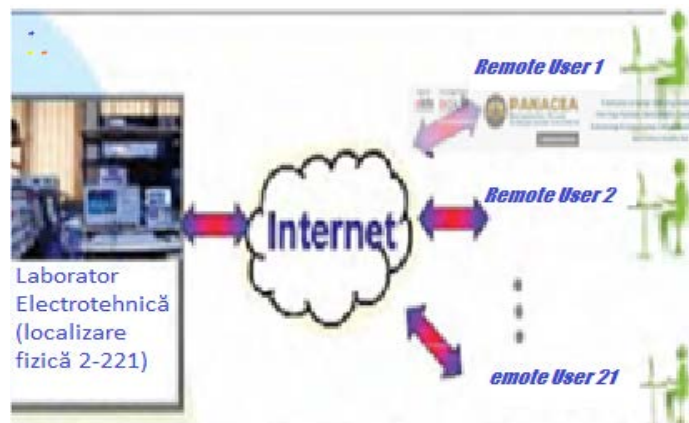 Remote User 1
PANACEA
Remote User 2
Internet
Laborator
Electrotehnică
(localizare
fizică 2-221)
emote User 21